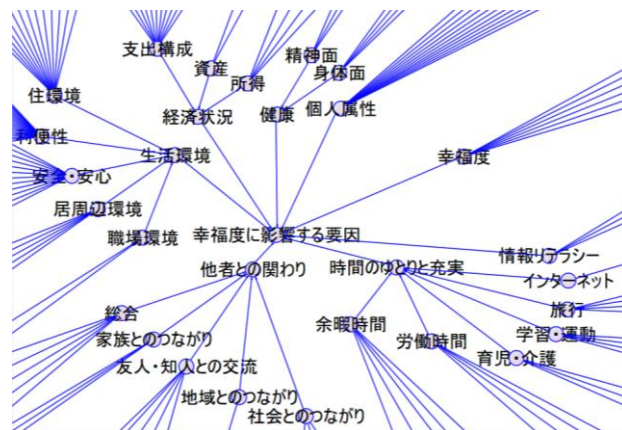 支出構成
資産
精神面
所得
身体面
住環境
経済状況
健康
個人属性
利便性
生活環境
幸福度
安全・安心
居周辺環境
職場環境
幸福度に影響する要因
情報リテラシー
他者との関わり
時間のゆとりと充実
インターネット
総合
旅行
余暇時間
学習・運動
家族とのつながり
労働時間
友人・知人との交流
育児・介護
地域とのつながり
社会とのつながり